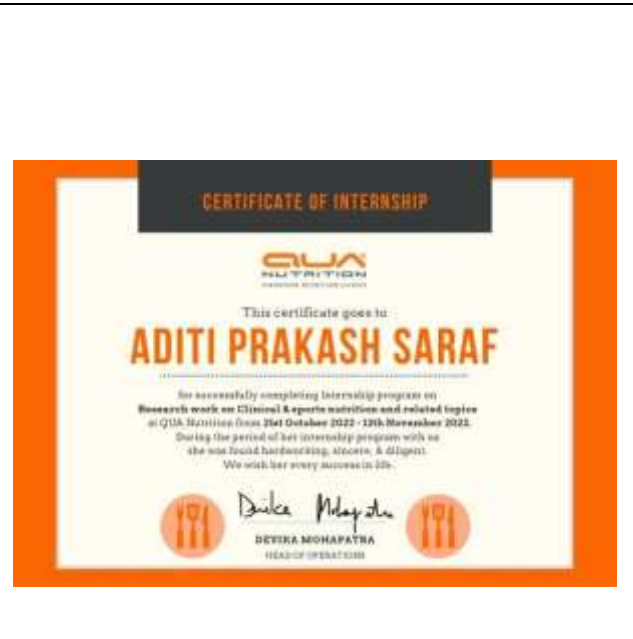 CERTIFICATE OF INTERNSHIP
QUA
NUTRITION
This certificate goes to
ADITI PRAKASH SARAF
for successfully completing Internship program on
Research work on Clinical & sports nutrition and related topics
at QUA Nutrition from 21st October 2022 - 13th November 2022.
During the period of her internship program with us
she was found hardworking, sincere, & diligent.
We wish her every success in life.
DEVIKA MOHAPATRA
HEAD OF OPERATIONS